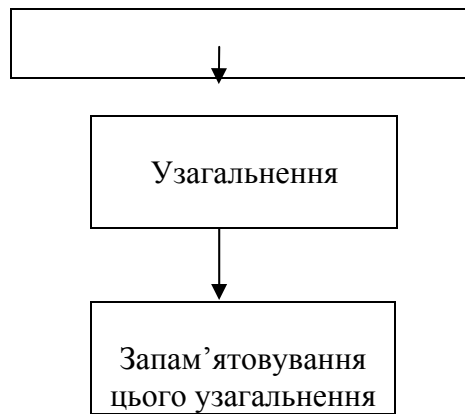 Узагальнення
Запам’ятовування
цього узагальнення